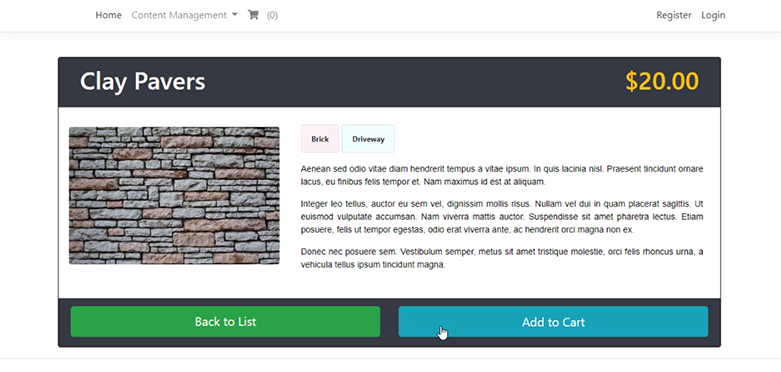 Home Content Management (0) Register Login
Clay Pavers $20.00
Brick Driveway
Aenean sed odio vitae diam hendrerit tempus a vitae ipsum. In quis lacinia nisl. Praesent tincidunt ornare
lacus, eu finibus felis tempor et. Nam maximus id est at aliquam.
Integer leo tellus, auctor eu sem vel, dignissim mollis risus. Nullam vel dui in quam placerat sagittis. Ut
euismod vulputate accumsan. Nam viverra mattis auctor. Suspendisse sit amet pharetra lectus. Etiam
posuere, felis ut tempor egestas, odio erat viverra ante, ac hendrerit orci magna non ex.
Donec nec posuere sem. Vestibulum semper, metus sit amet tristique molestie, orci felis rhoncus urna, a
vehicula tellus ipsum tincidunt magna.
Back to List Add to Cart